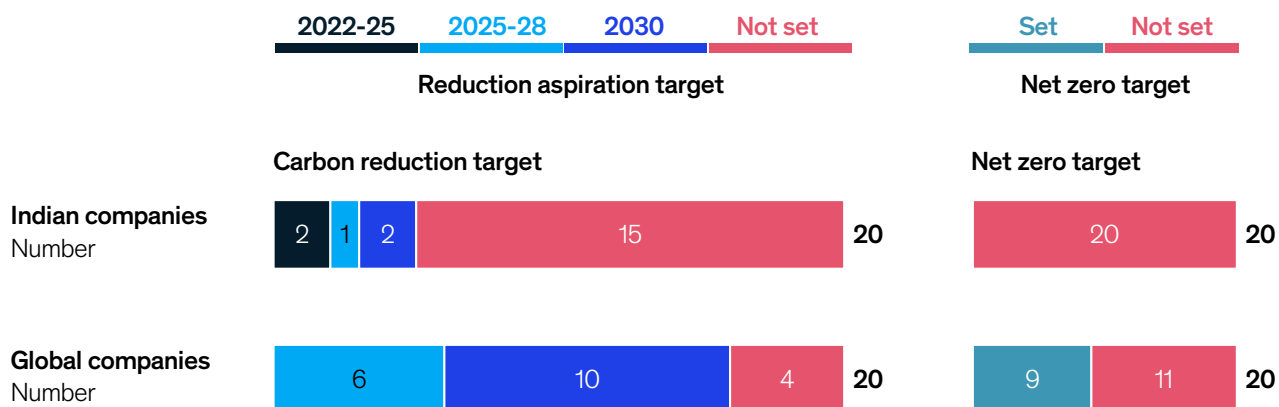 2022-25 2025-28 2030 Not set Set Not set
Reduction aspiration target Net zero target
Carbon reduction target Net zero target
Indian companies
Number
2 1 2 15 20 20 20
Global companies
Number
6 10 4 20 9 11 20